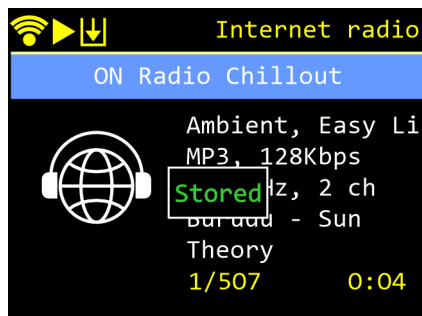 Internet radio
ON Radio Chillout
Ambient, Easy Li
MP3, 128Kbps
Stored
Hz, 2 ch
- Sun
Theory
1/507 0:04